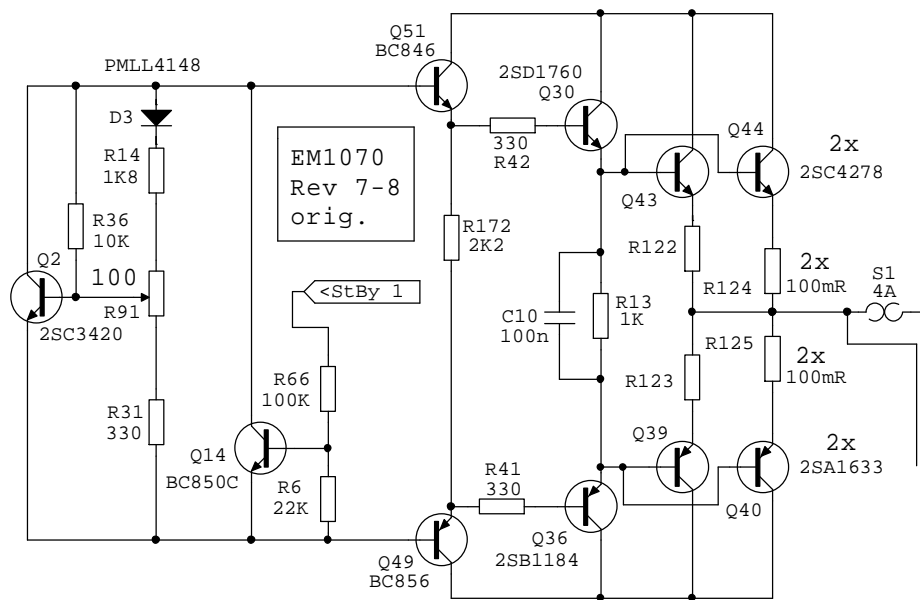 Q51
BC846
PMLL4148
2SD1760
Q30
D3
R14
1K8
EM1070
Rev 7-8
orig.
330
R42
Q44
2x
2SC4278
Q43
R36
10K
R172
2K2
R122
Q2
100
R91
2SC3420
<StBy 1
C10
100n
R13
1K
R124
2x
100mR
S1
4A
R125
2x
100mR
R66
100K
R123
R31
330
Q14
BC850C
R6
22K
Q39
2x
2SA1633
R41
330
Q40
Q49
BC856
Q36
2SB1184